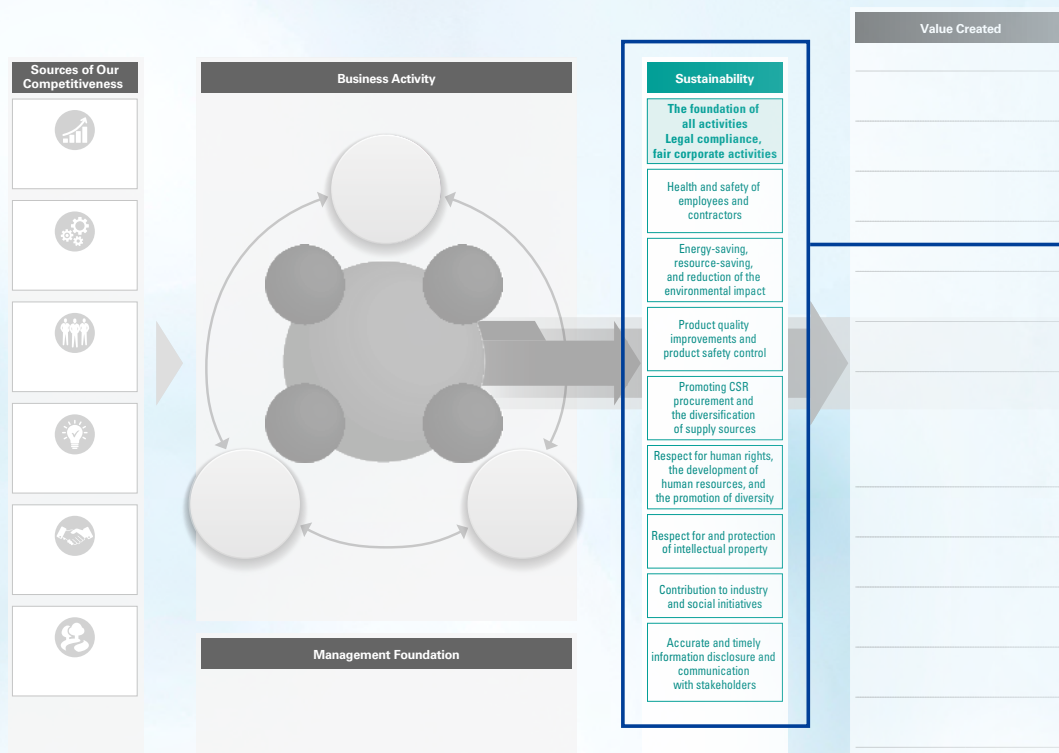 Sources of Our
Competitiveness
Business Activity
Management Foundation
Sustainability
The foundation of
all activities
Legal compliance,
fair corporate activities
Health and safety of
employees and
contractors
Energy-saving,
resource-saving,
and reduction of the
environmental impact
Product quality
improvements and
product safety control
Promoting CSR
procurement and
the diversification
of supply sources
Respect for human rights,
the development of
human resources, and
the promotion of diversity
Respect for and protection
of intellectual property
Contribution to industry
and social initiatives
Accurate and timely
information disclosure and
communication
with stakeholders
Value Created